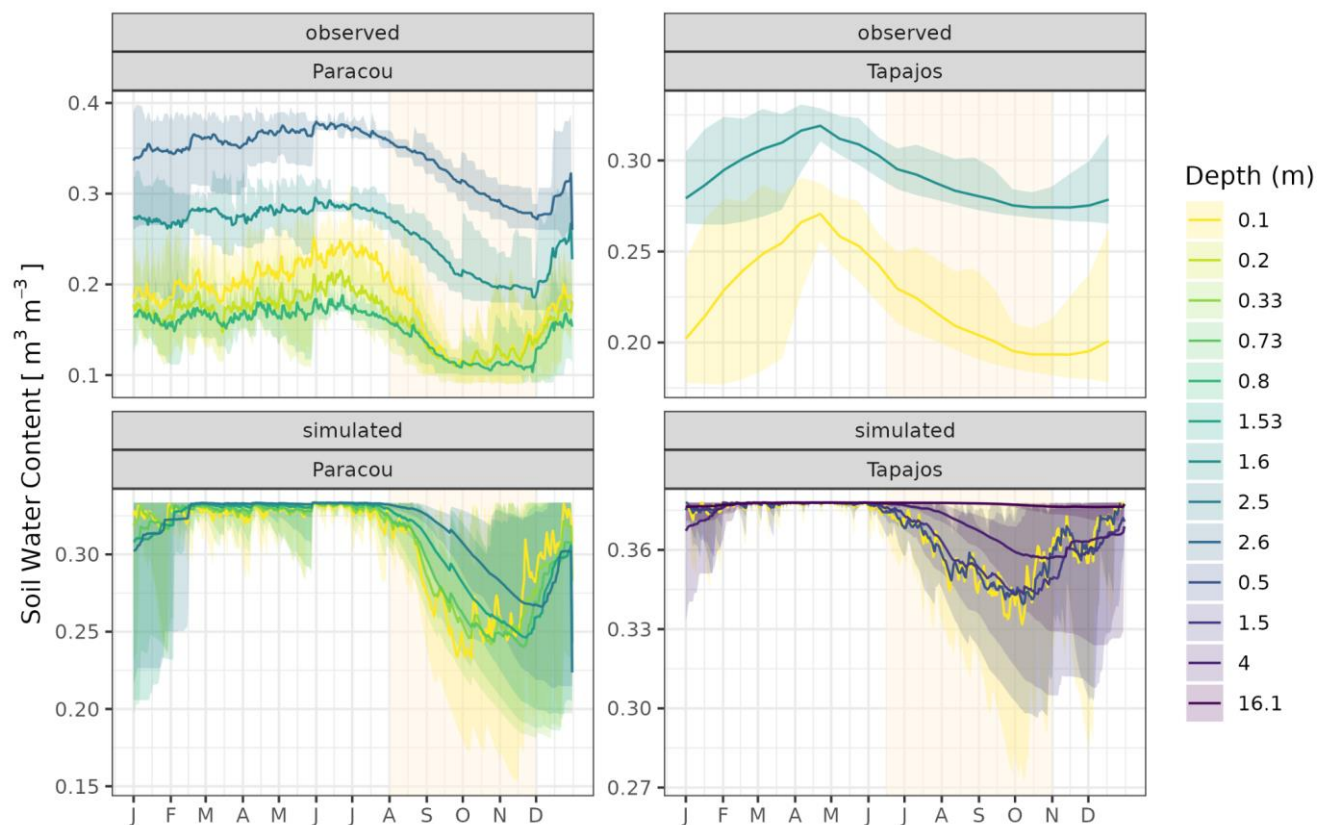 observed
Paracou
0.4
0.3
0.2
0.1
observed
Tapajos
0.30
0.25
0.20
Soil Water Content [ m³ m⁻³ ]
simulated
Paracou
0.30
0.25
0.20
0.15
J F M A M J J A S O N D
simulated
Tapajos
0.36
0.33
0.30
0.27
J F M A M J J A S O N D
Depth (m)
0.1
0.2
0.33
0.73
0.8
1.53
1.6
2.5
2.6
0.5
1.5
4
16.1